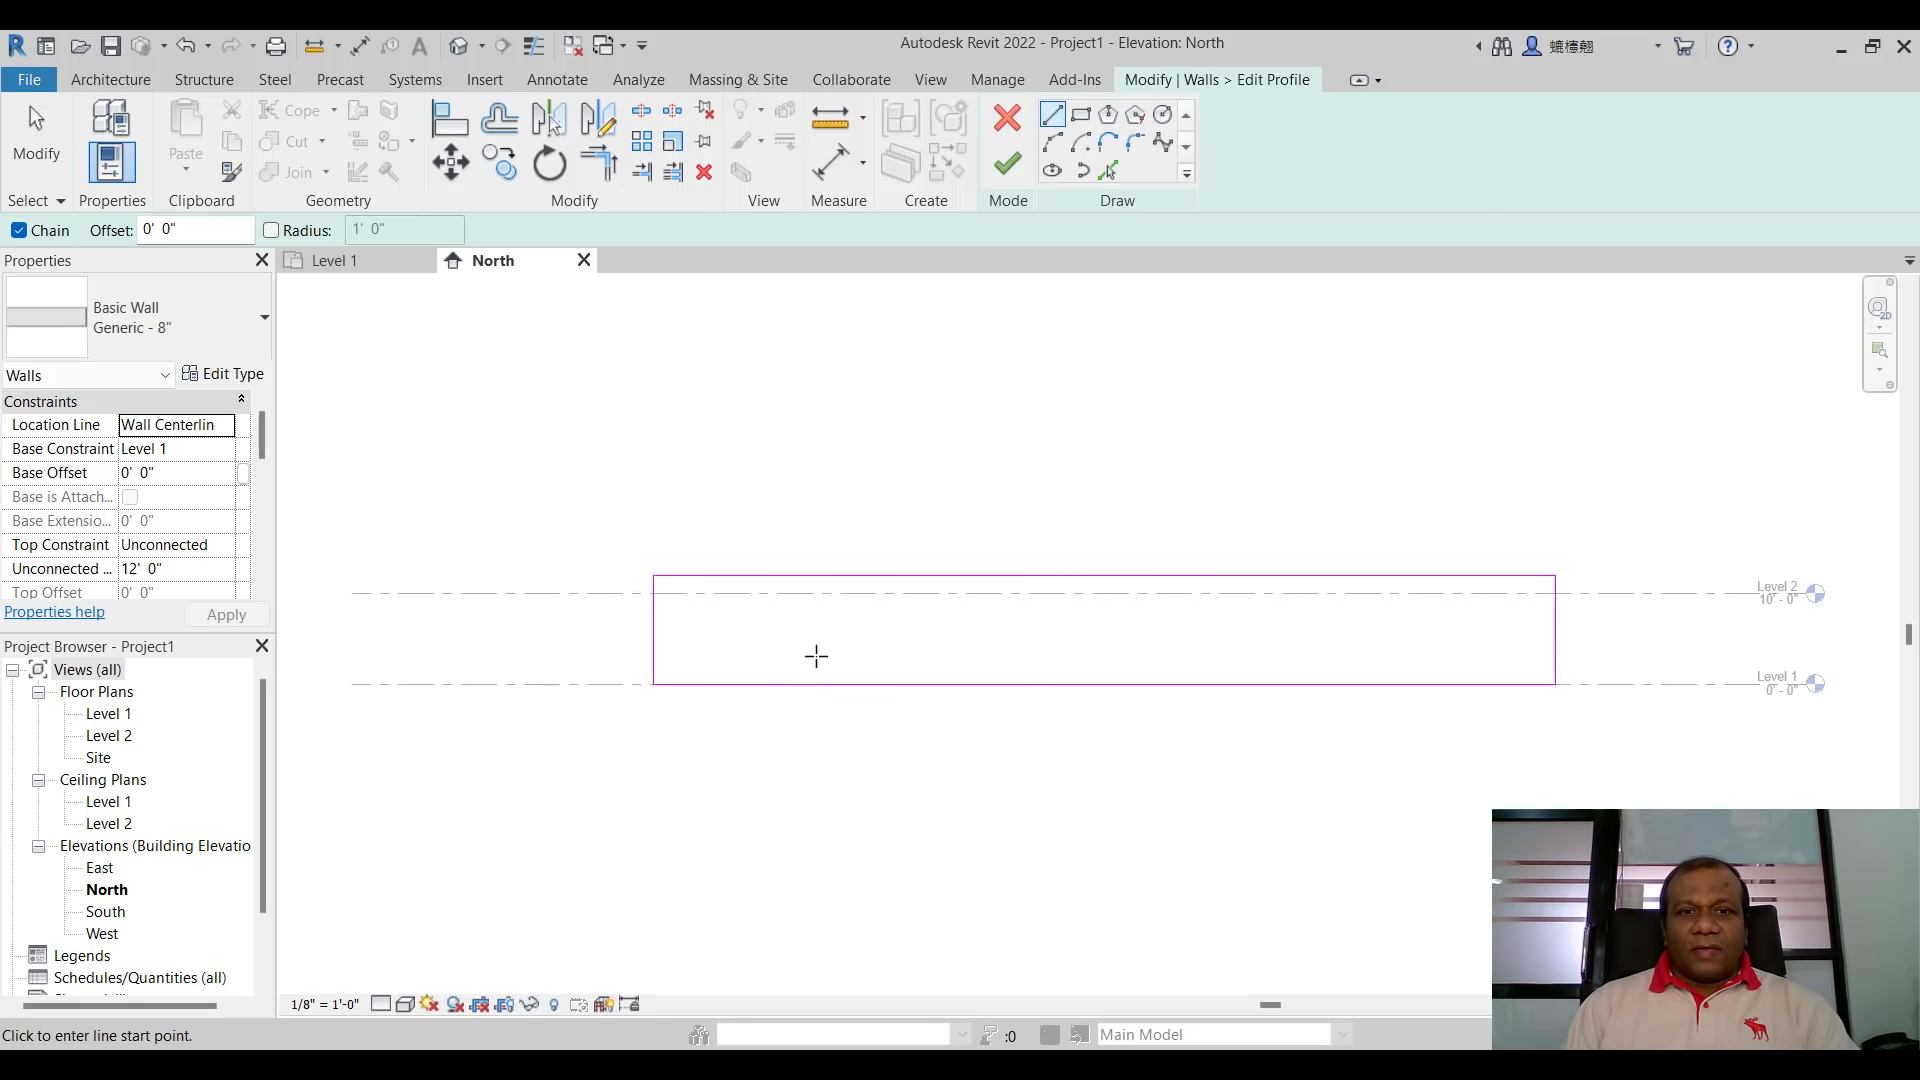 Autodesk Revit 2022 - Project1 - Elevation: North
File Architecture Structure Steel Precast Systems Insert Annotate Analyze Massing & Site Collaborate View Manage Add-Ins Modify | Walls > Edit Profile
Modify Paste Cope Cut Join
Select Properties Clipboard Geometry Modify View Measure Create Mode Draw
Chain Offset: 0' 0" Radius: 1' 0"
Properties
Level 1 North
Basic Wall
Generic - 8"
Walls Edit Type
Constraints
Location Line Wall Centerlin
Base Constraint Level 1
Base Offset 0' 0"
Base is Attach...
Base Extensio... 0' 0"
Top Constraint Unconnected
Unconnected ... 12' 0"
Top Offset 0' 0"
Properties help Apply
Level 2
10' - 0"
Level 1
0' - 0"
2D
Project Browser - Project1
Views (all)
Floor Plans
Level 1
Level 2
Site
Ceiling Plans
Level 1
Level 2
Elevations (Building Elevatio
East
North
South
West
Legends
Schedules/Quantities (all)
1/8" = 1'-0"
Click to enter line start point.
:0 Main Model